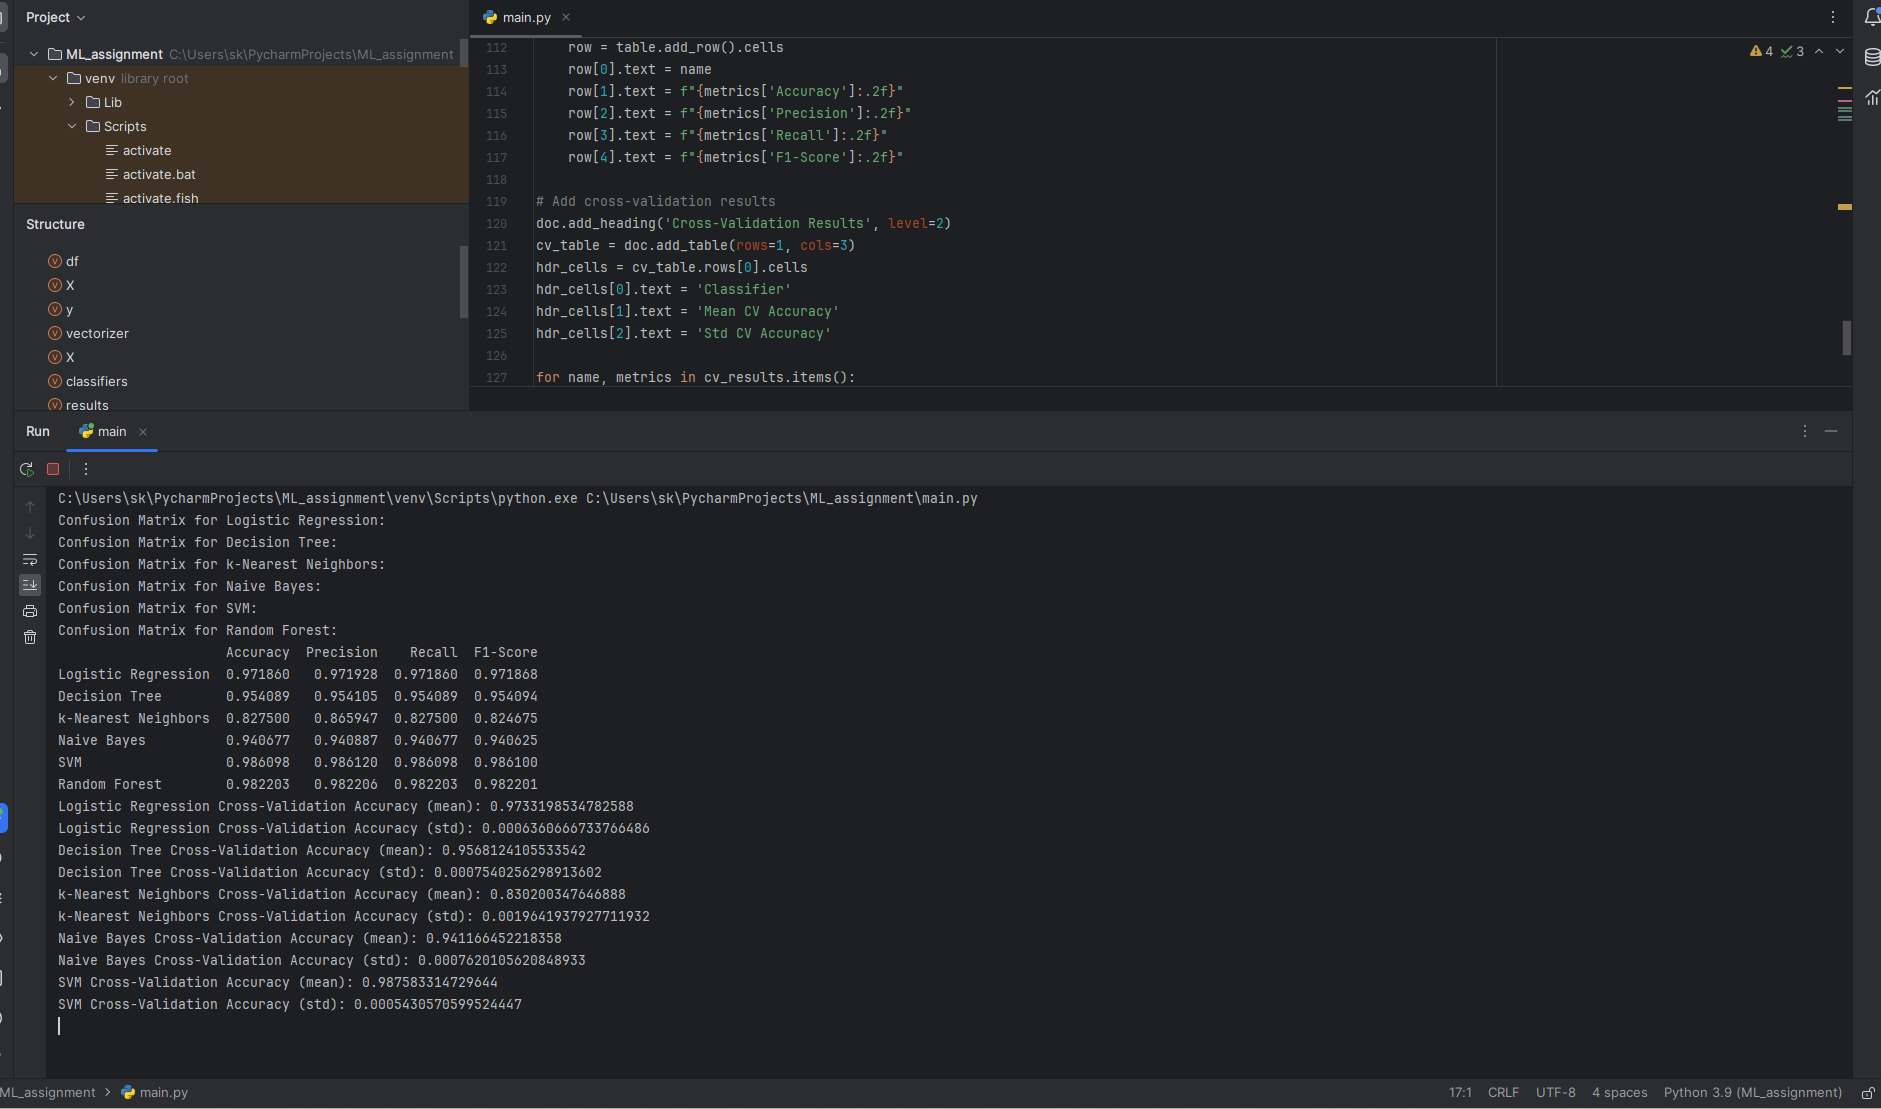 Project
main.py
ML_assignment C:\Users\sk\PycharmProjects\ML_assignment
venv library root
Lib
Scripts
activate
activate.bat
activate.fish
Structure
df
X
y
vectorizer
X
classifiers
results
4 3
112 row = table.add_row().cells
113 row[0].text = name
114 row[1].text = f"{metrics['Accuracy']:.2f}"
115 row[2].text = f"{metrics['Precision']:.2f}"
116 row[3].text = f"{metrics['Recall']:.2f}"
117 row[4].text = f"{metrics['F1-Score']:.2f}"
118
119 # Add cross-validation results
120 doc.add_heading('Cross-Validation Results', level=2)
121 cv_table = doc.add_table(rows=1, cols=3)
122 hdr_cells = cv_table.rows[0].cells
123 hdr_cells[0].text = 'Classifier'
124 hdr_cells[1].text = 'Mean CV Accuracy'
125 hdr_cells[2].text = 'Std CV Accuracy'
126
127 for name, metrics in cv_results.items():
Run main
C:\Users\sk\PycharmProjects\ML_assignment\venv\Scripts\python.exe C:\Users\sk\PycharmProjects\ML_assignment\main.py
Confusion Matrix for Logistic Regression:
Confusion Matrix for Decision Tree:
Confusion Matrix for k-Nearest Neighbors:
Confusion Matrix for Naive Bayes:
Confusion Matrix for SVM:
Confusion Matrix for Random Forest:
Accuracy Precision Recall F1-Score
Logistic Regression 0.971860 0.971928 0.971860 0.971868
Decision Tree 0.954089 0.954105 0.954089 0.954094
k-Nearest Neighbors 0.827500 0.865947 0.827500 0.824675
Naive Bayes 0.940677 0.940887 0.940677 0.940625
SVM 0.986098 0.986120 0.986098 0.986100
Random Forest 0.982203 0.982206 0.982203 0.982201
Logistic Regression Cross-Validation Accuracy (mean): 0.9733198534782588
Logistic Regression Cross-Validation Accuracy (std): 0.0006360666733766486
Decision Tree Cross-Validation Accuracy (mean): 0.9568124105533542
Decision Tree Cross-Validation Accuracy (std): 0.0007540256298913602
k-Nearest Neighbors Cross-Validation Accuracy (mean): 0.830200347646888
k-Nearest Neighbors Cross-Validation Accuracy (std): 0.0019641937927711932
Naive Bayes Cross-Validation Accuracy (mean): 0.941166452218358
Naive Bayes Cross-Validation Accuracy (std): 0.0007620105620848933
SVM Cross-Validation Accuracy (mean): 0.987583314729644
SVM Cross-Validation Accuracy (std): 0.0005430570599524447
ML_assignment > main.py
17:1 CRLF UTF-8 4 spaces Python 3.9 (ML_assignment)